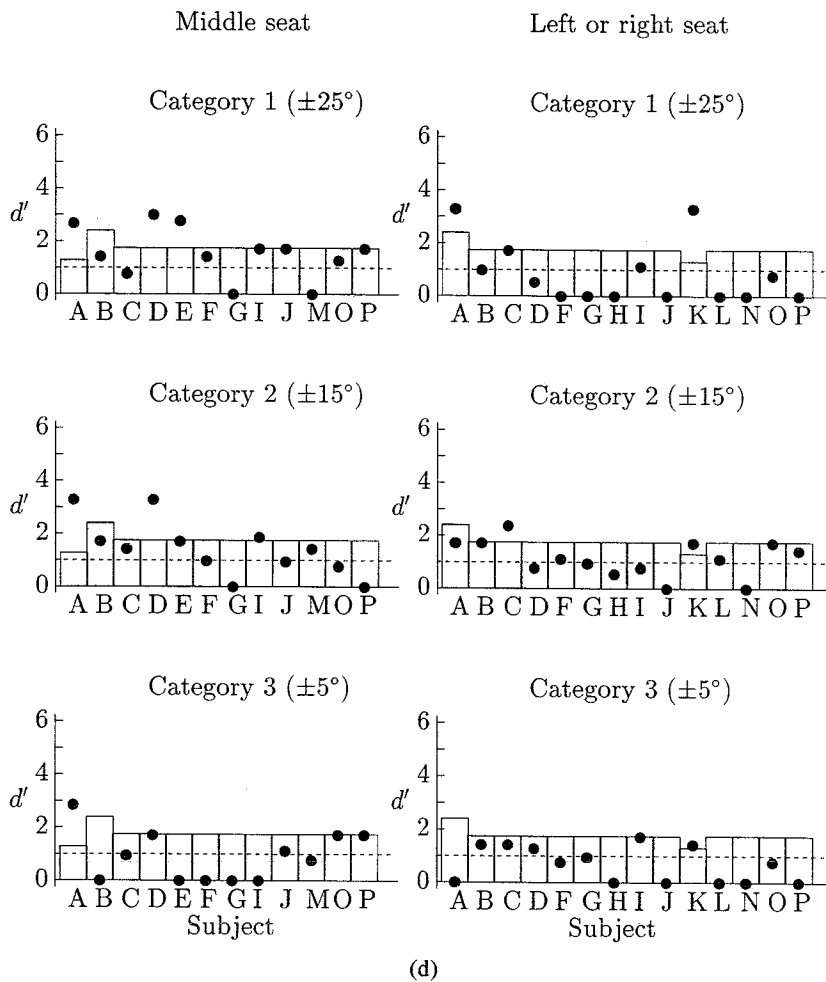 Middle seat
Left or right seat
Category 1 (±25°)
6
4
d′
2
0
A B C D E F G I J M O P
Category 1 (±25°)
6
4
d′
2
0
A B C D F G H I J K L N O P
Category 2 (±15°)
6
4
d′
2
0
A B C D E F G I J M O P
Category 2 (±15°)
6
4
d′
2
0
A B C D F G H I J K L N O P
Category 3 (±5°)
6
4
d′
2
0
A B C D E F G I J M O P
Subject
Category 3 (±5°)
6
4
d′
2
0
A B C D F G H I J K L N O P
Subject
(d)